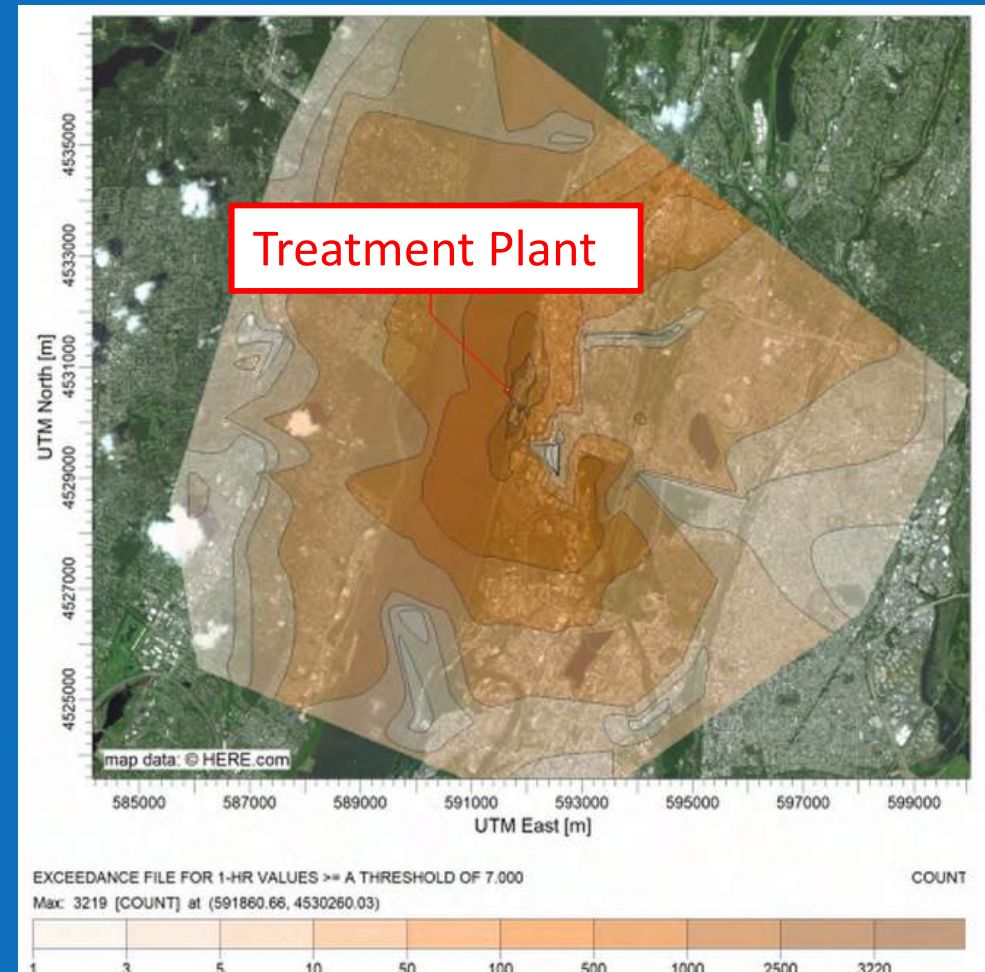 Treatment Plant
UTM North [m]
4535000
4533000
4531000
4529000
4527000
4525000
map data: © HERE.com
585000 587000 589000 591000 593000 595000 597000 599000
UTM East [m]
EXCEEDANCE FILE FOR 1-HR VALUES >= A THRESHOLD OF 7.000 COUNT
Max: 3219 [COUNT] at (591860.66, 4530260.03)
1 3 5 10 50 100 500 1000 2500 3220